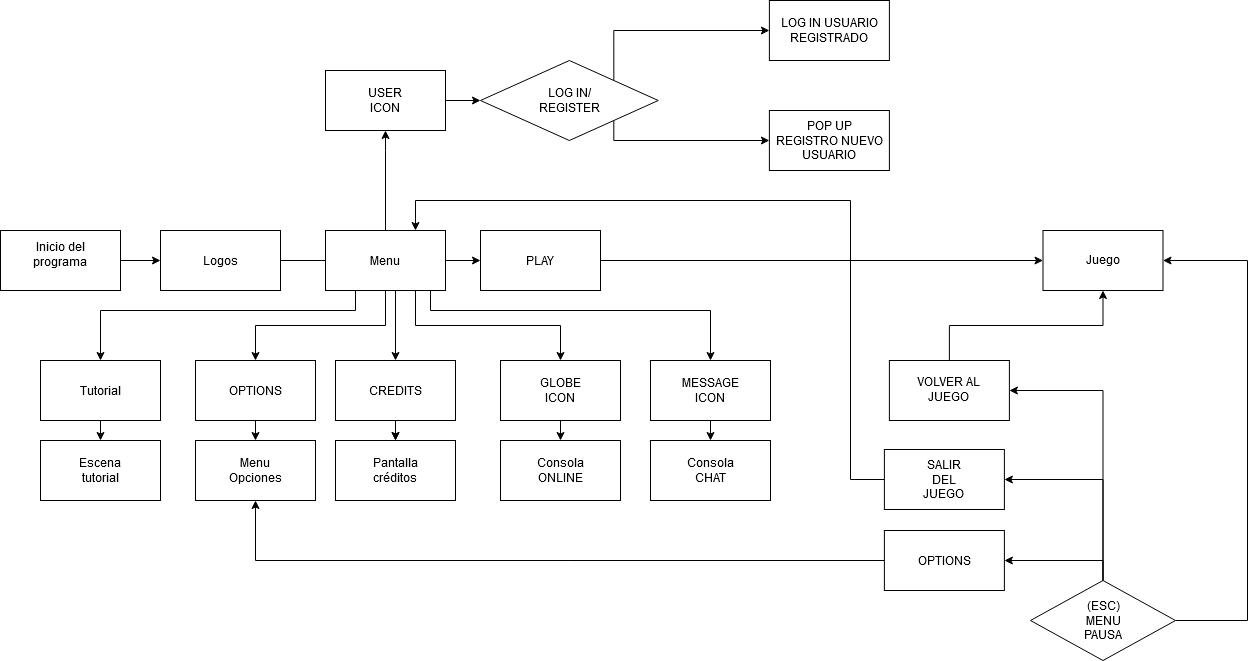 LOG IN USUARIO
REGISTRADO
USER
ICON
LOG IN/
REGISTER
POP UP
REGISTRO NUEVO
USUARIO
Inicio del
programa
Logos
Menu
PLAY
Juego
Tutorial
OPTIONS
CREDITS
GLOBE
ICON
MESSAGE
ICON
VOLVER AL
JUEGO
Escena
tutorial
Menu
Opciones
Pantalla
créditos
Consola
ONLINE
Consola
CHAT
SALIR
DEL
JUEGO
OPTIONS
(ESC)
MENU
PAUSA